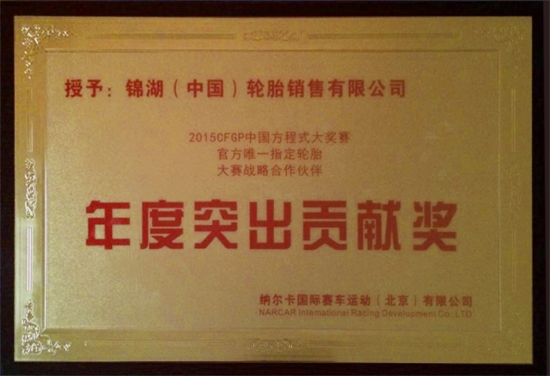 授予：锦湖（中国）轮胎销售有限公司
2015CFGP中国方程式大奖赛
官方唯一指定轮胎
大赛战略合作伙伴
年度突出贡献奖
纳尔卡国际赛车运动（北京）有限公司
NARCAR International Racing Development Co., LTD